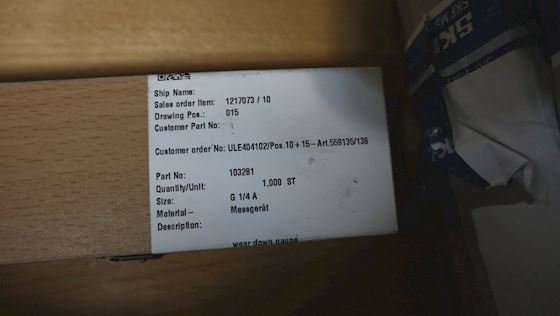 Ship Name:
Sales order Item: 1217073 / 10
Drawing Pos.: 015
Customer Part No:
Customer order No: ULE404102/Pos.10+15-Art.559135/136
Part No: 103281
Quantity/Unit: 1,000 ST
Size: G 1/4 A
Material- Messgerät
Description:
wear down gauge
SKF
SKF